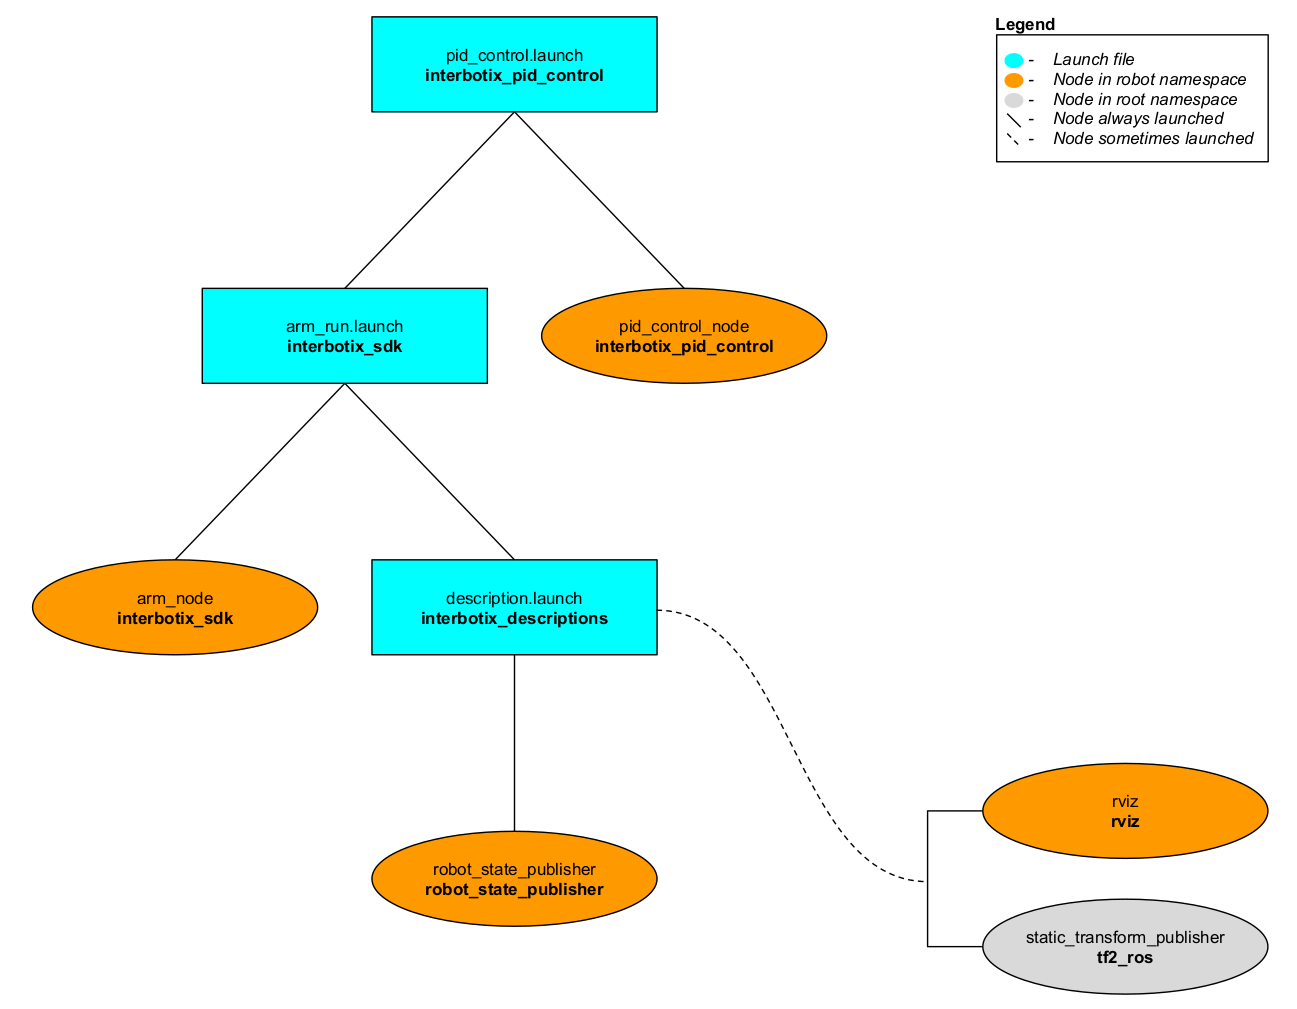 pid_control.launch
interbotix_pid_control
Legend
- Launch file
- Node in robot namespace
- Node in root namespace
- Node always launched
- Node sometimes launched
arm_run.launch
interbotix_sdk
pid_control_node
interbotix_pid_control
arm_node
interbotix_sdk
description.launch
interbotix_descriptions
rviz
rviz
robot_state_publisher
robot_state_publisher
static_transform_publisher
tf2_ros